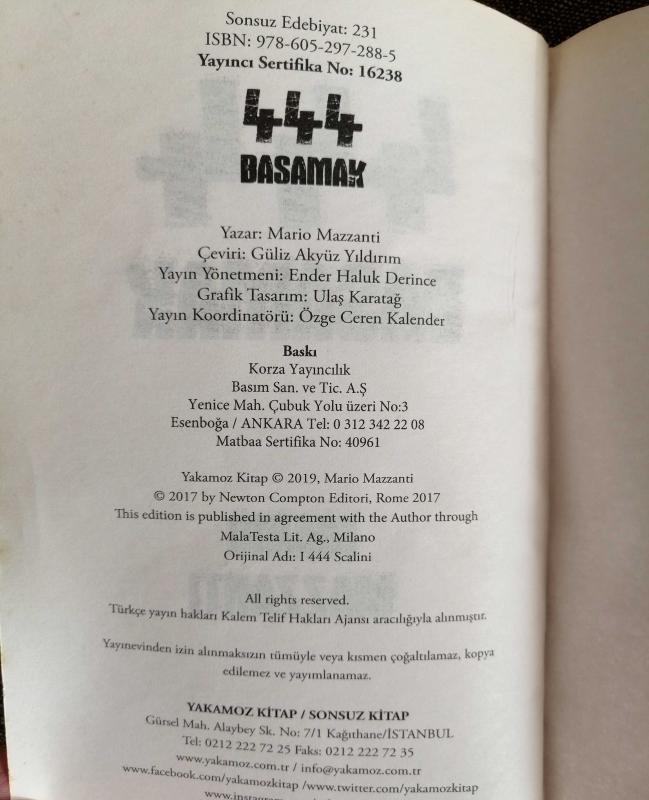 Sonsuz Edebiyat: 231
ISBN: 978-605-297-288-5
Yayıncı Sertifika No: 16238
444
BASAMAK
Yazar: Mario Mazzanti
Çeviri: Güliz Akyüz Yıldırım
Yayın Yönetmeni: Ender Haluk Derince
Grafik Tasarım: Ulaş Karatağ
Yayın Koordinatörü: Özge Ceren Kalender
Baskı
Korza Yayıncılık
Basım San. ve Tic. A.Ş
Yenice Mah. Çubuk Yolu üzeri No:3
Esenboğa / ANKARA Tel: 0 312 342 22 08
Matbaa Sertifika No: 40961
Yakamoz Kitap © 2019, Mario Mazzanti
© 2017 by Newton Compton Editori, Rome 2017
This edition is published in agreement with the Author through
MalaTesta Lit. Ag., Milano
Orijinal Adı: I 444 Scalini
All rights reserved.
Türkçe yayın hakları Kalem Telif Hakları Ajansı aracılığıyla alınmıştır.
Yayınevinden izin alınmaksızın tümüyle veya kısmen çoğaltılamaz, kopya
edilemez ve yayımlanamaz.
YAKAMOZ KİTAP / SONSUZ KİTAP
Gürsel Mah. Alaybey Sk. No: 7/1 Kağıthane/İSTANBUL
Tel: 0212 222 72 25 Faks: 0212 222 72 35
www.yakamoz.com.tr / info@yakamoz.com.tr
www.facebook.com/yakamozkitap /www.twitter.com/yakamozkitap